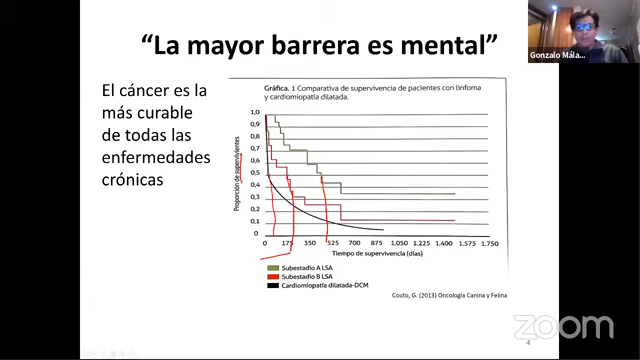 “La mayor barrera es mental”
Gonzalo Mála...
El cáncer es la
más curable
de todas las
enfermedades
crónicas
Gráfica. 1 Comparativa de supervivencia de pacientes con linfoma
y cardiomiopatía dilatada.
Proporción de supervivientes
1,0
0,9
0,8
0,7
0,6
0,5
0,4
0,3
0,2
0,1
0
0 175 350 525 700 875 1.050 1.225 1.400 1.575 1.750
Tiempo de supervivencia (días)
Subestadio A LSA
Subestadio B LSA
Cardiomiopatía dilatada-DCM
Couto, G. (2013) Oncología Canina y Felina
zoom
4